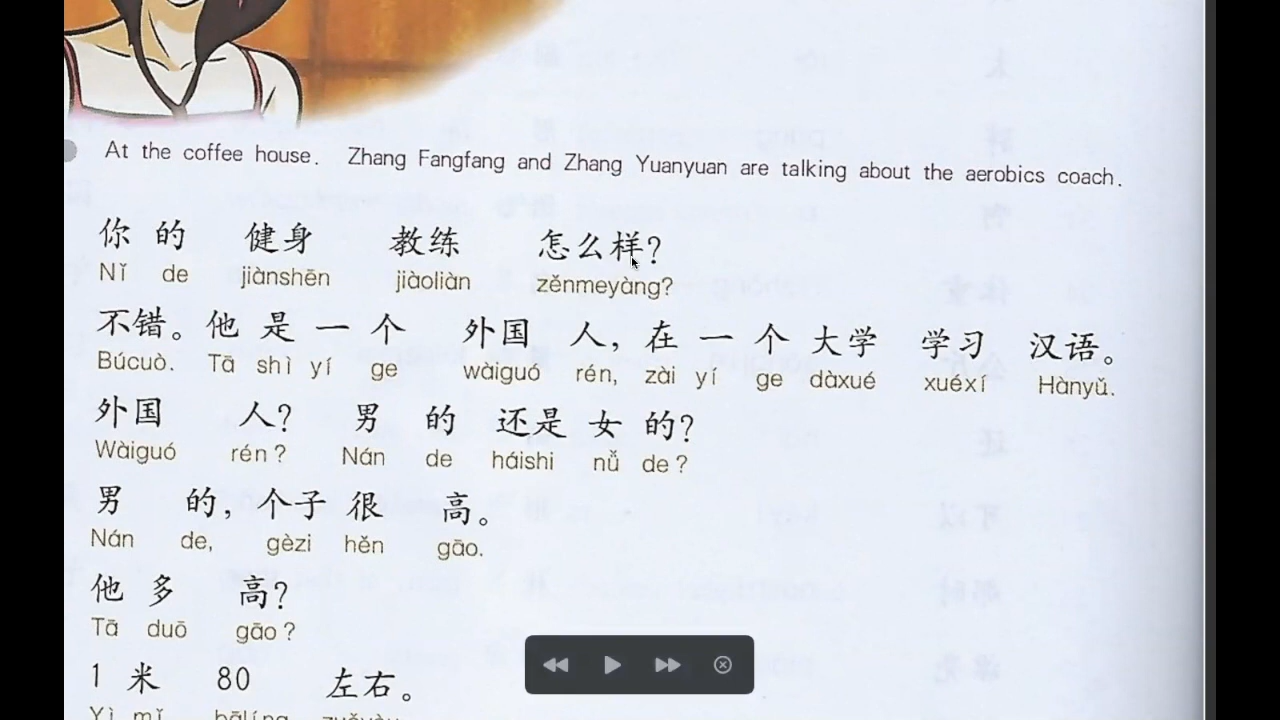 At the coffee house. Zhang Fangfang and Zhang Yuanyuan are talking about the aerobics coach.
你的 健身 教练 怎么样?
Nǐ de jiànshēn jiàoliàn zěnmeyàng?
不错。他是一个 外国人,在一个大学 学习 汉语。
Búcuò. Tā shì yí ge wàiguó rén, zài yí ge dàxué xuéxí Hànyǔ.
外国 人? 男 的 还是 女 的?
Wàiguó rén? Nán de háishi nǚ de?
男 的, 个子 很 高。
Nán de, gèzi hěn gāo.
他 多 高?
Tā duō gāo?
1 米 80 左右。